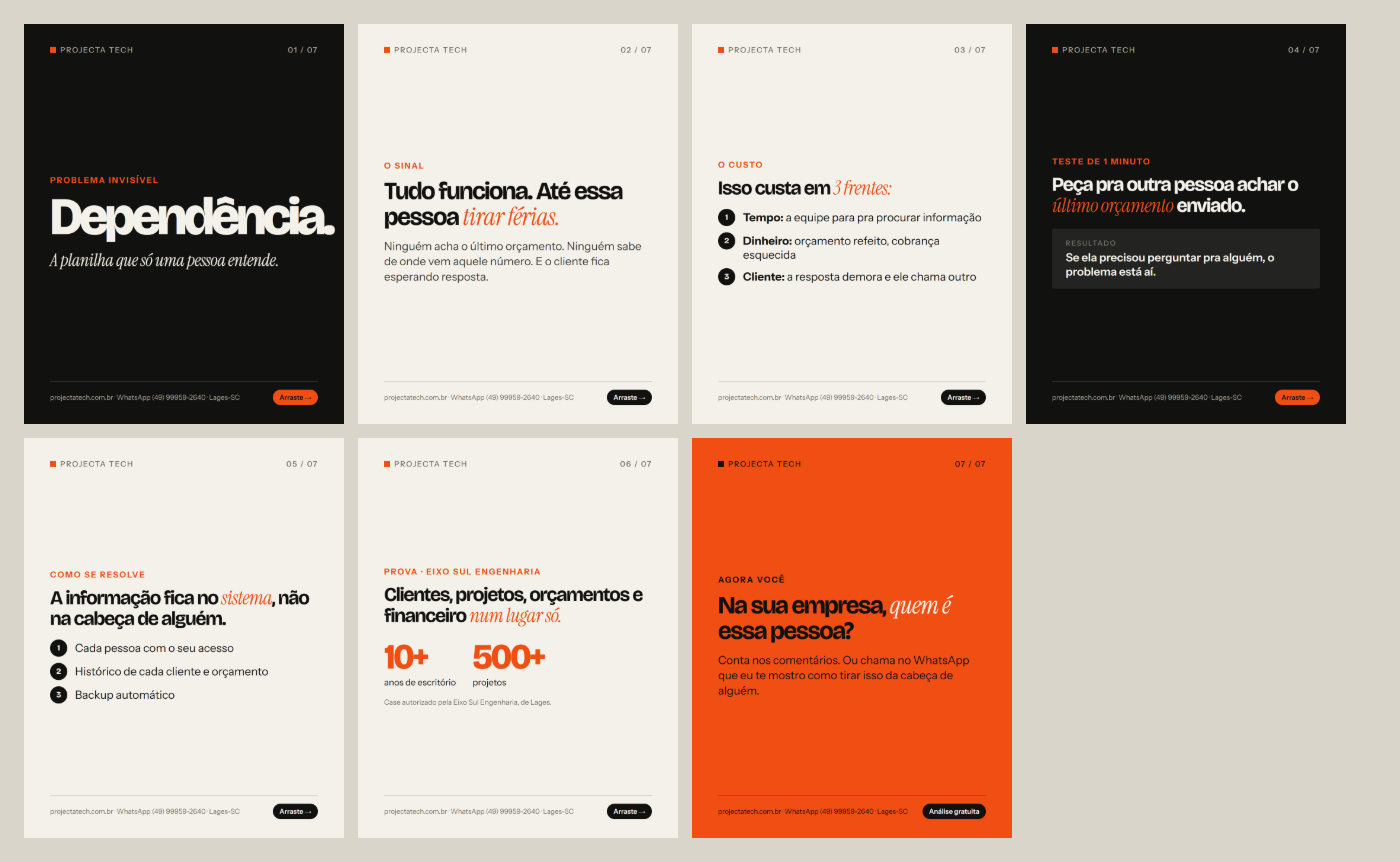 PROJECTA TECH
01 / 07
PROBLEMA INVISÍVEL
Dependência.
A planilha que só uma pessoa entende.
projectatech.com.br · WhatsApp (49) 99959-2640 · Lages-SC
Arraste →
PROJECTA TECH
02 / 07
O SINAL
Tudo funciona. Até essa
pessoa tirar férias.
Ninguém acha o último orçamento. Ninguém sabe
de onde vem aquele número. E o cliente fica
esperando resposta.
projectatech.com.br · WhatsApp (49) 99959-2640 · Lages-SC
Arraste →
PROJECTA TECH
03 / 07
O CUSTO
Isso custa em 3 frentes:
1 Tempo: a equipe para pra procurar informação
2 Dinheiro: orçamento refeito, cobrança
esquecida
3 Cliente: a resposta demora e ele chama outro
projectatech.com.br · WhatsApp (49) 99959-2640 · Lages-SC
Arraste →
PROJECTA TECH
04 / 07
TESTE DE 1 MINUTO
Peça pra outra pessoa achar o
último orçamento enviado.
RESULTADO
Se ela precisou perguntar pra alguém, o
problema está aí.
projectatech.com.br · WhatsApp (49) 99959-2640 · Lages-SC
Arraste →
PROJECTA TECH
05 / 07
COMO SE RESOLVE
A informação fica no sistema, não
na cabeça de alguém.
1 Cada pessoa com o seu acesso
2 Histórico de cada cliente e orçamento
3 Backup automático
projectatech.com.br · WhatsApp (49) 99959-2640 · Lages-SC
Arraste →
PROJECTA TECH
06 / 07
PROVA · EIXO SUL ENGENHARIA
Clientes, projetos, orçamentos e
financeiro num lugar só.
10+
anos de escritório
500+
projetos
Case autorizado pela Eixo Sul Engenharia, de Lages.
projectatech.com.br · WhatsApp (49) 99959-2640 · Lages-SC
Arraste →
PROJECTA TECH
07 / 07
AGORA VOCÊ
Na sua empresa, quem é
essa pessoa?
Conta nos comentários. Ou chama no WhatsApp
que eu te mostro como tirar isso da cabeça de
alguém.
projectatech.com.br · WhatsApp (49) 99959-2640 · Lages-SC
Análise gratuita